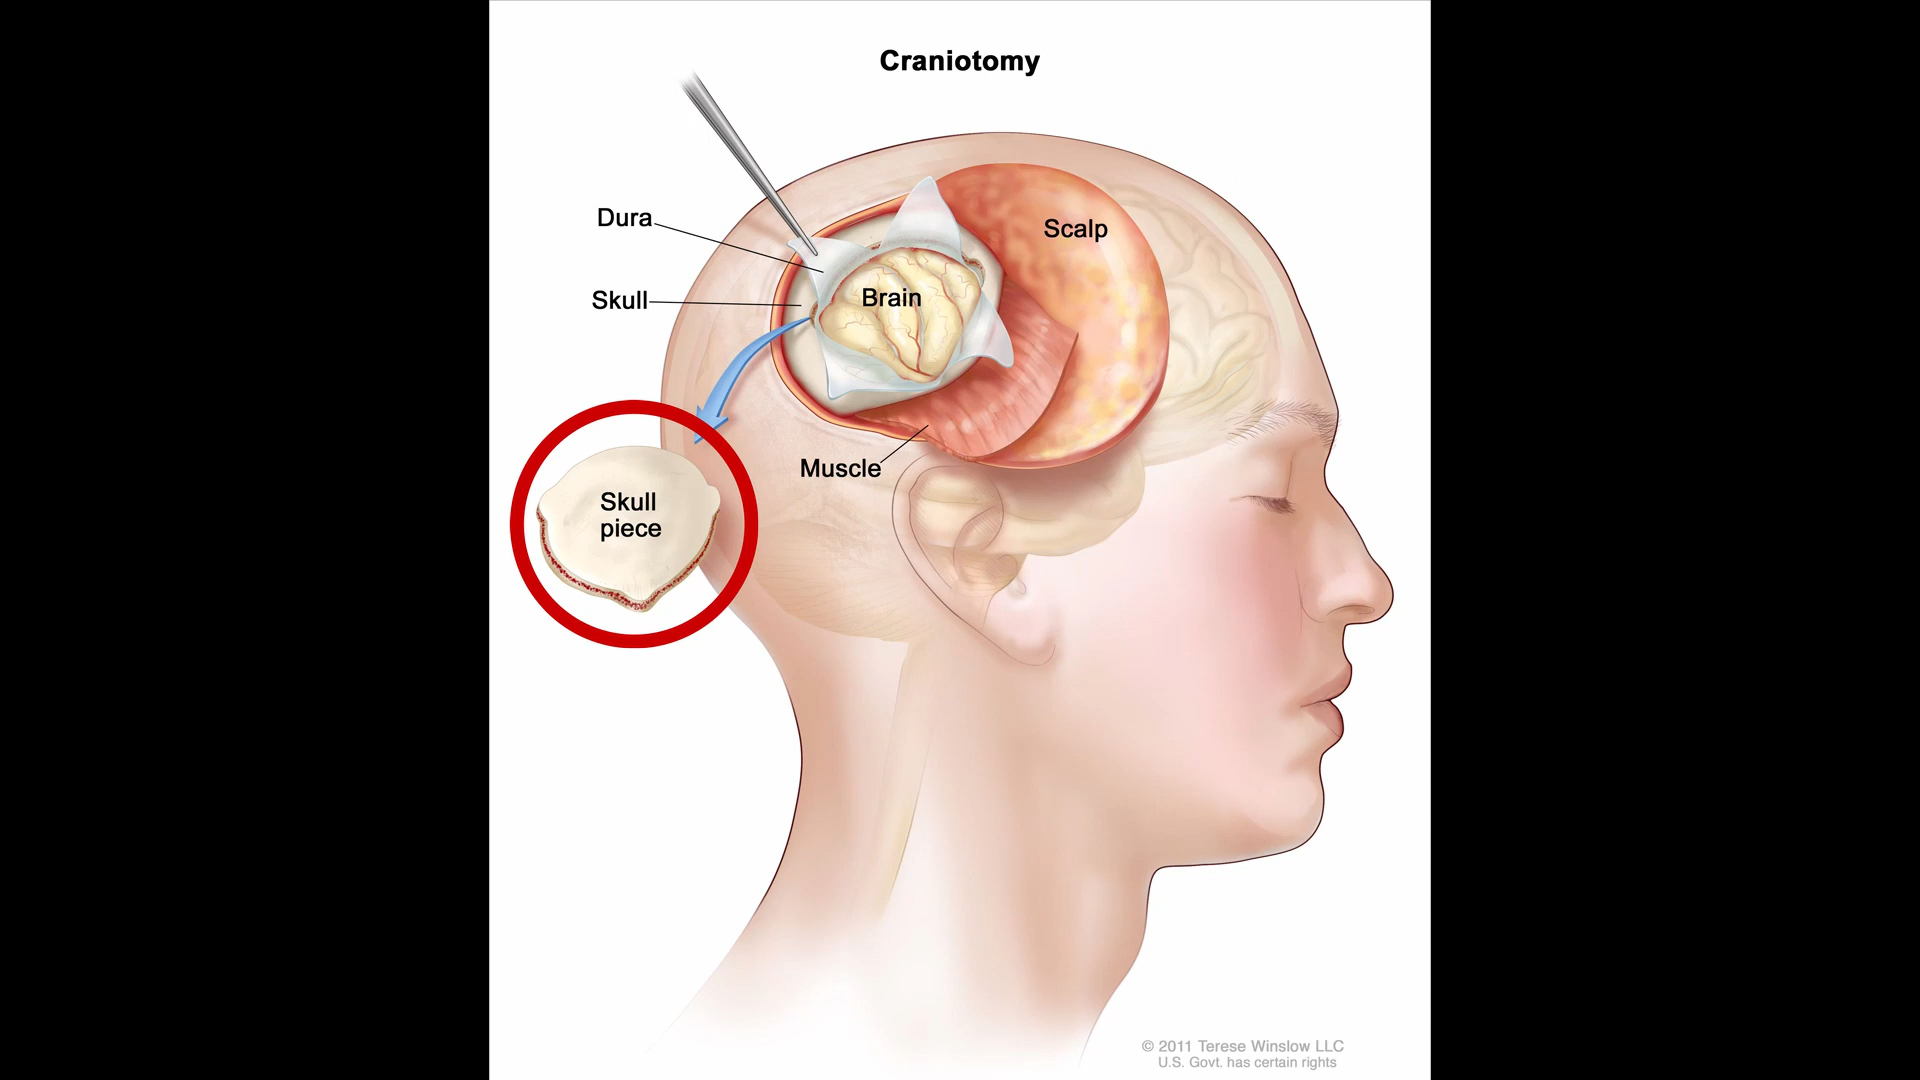 Craniotomy
Dura
Scalp
Skull
Brain
Muscle
Skull
piece
© 2011 Terese Winslow LLC
U.S. Govt. has certain rights